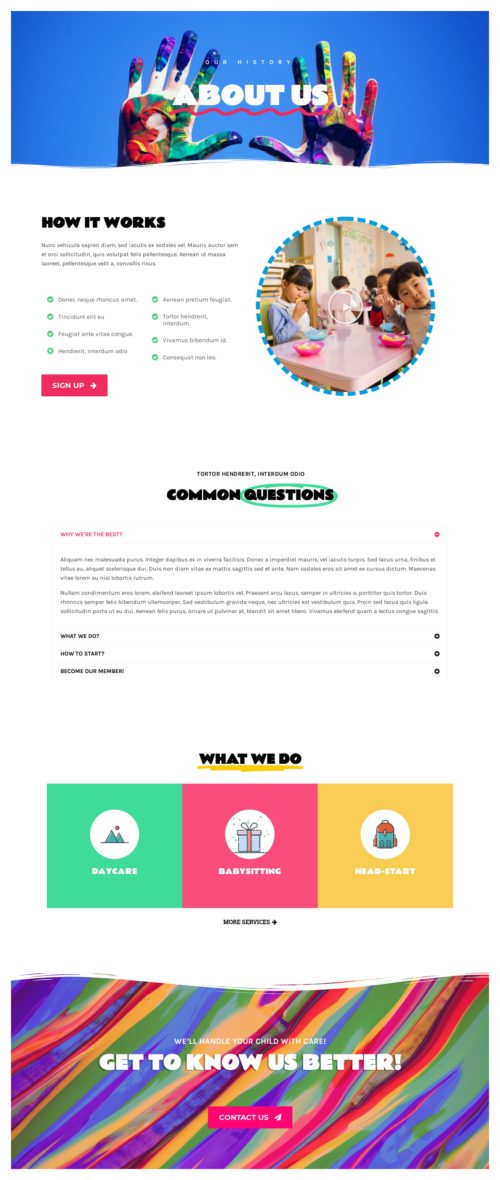 OUR HISTORY
ABOUT US
HOW IT WORKS
Nunc vehicula sapien diam, sed iaculis ex sodales vel. Mauris auctor sem
et orci sollicitudin, quis volutpat felis pellentesque. Aenean id massa
laoreet, pellentesque velit a, convallis risus.
Donec neque rhoncus amet.
Tincidunt elit eu
Feugiat ante vitae congue.
Hendrerit, interdum odio
Aenean pretium feugiat.
Tortor hendrerit,
interdum.
Vivamus bibendum id.
Consequat non leo.
SIGN UP
TORTOR HENDRERIT, INTERDUM ODIO
COMMON QUESTIONS
WHY WE'RE THE BEST?
Aliquam nec malesuada purus. Integer dapibus ex in viverra facilisis. Donec a imperdiet mauris, vel iaculis turpis. Sed lacus urna, finibus et
tellus eu, aliquet scelerisque dui. Duis non diam vitae ex mattis sagittis sed et ante. Nam sodales eros sit amet ex cursus dictum. Maecenas
vitae lorem eu nisl lobortis rutrum.
Nullam condimentum eros lorem, eleifend laoreet ipsum lobortis vel. Praesent arcu lacus, semper in ultricies a, porttitor quis tortor. Duis
rhoncus semper felis bibendum ullamcorper. Sed vestibulum gravida neque, nec ultricies est vestibulum quis. Proin sed lacus quis ligula
sollicitudin porta ut eu dui. Aenean felis purus, ornare ut pulvinar at, blandit sit amet libero. Vivamus eleifend quam a lectus congue sagittis.
WHAT WE DO?
HOW TO START?
BECOME OUR MEMBER!
WHAT WE DO
DAYCARE
BABYSITTING
HEAD-START
MORE SERVICES
WE'LL HANDLE YOUR CHILD WITH CARE!
GET TO KNOW US BETTER!
CONTACT US